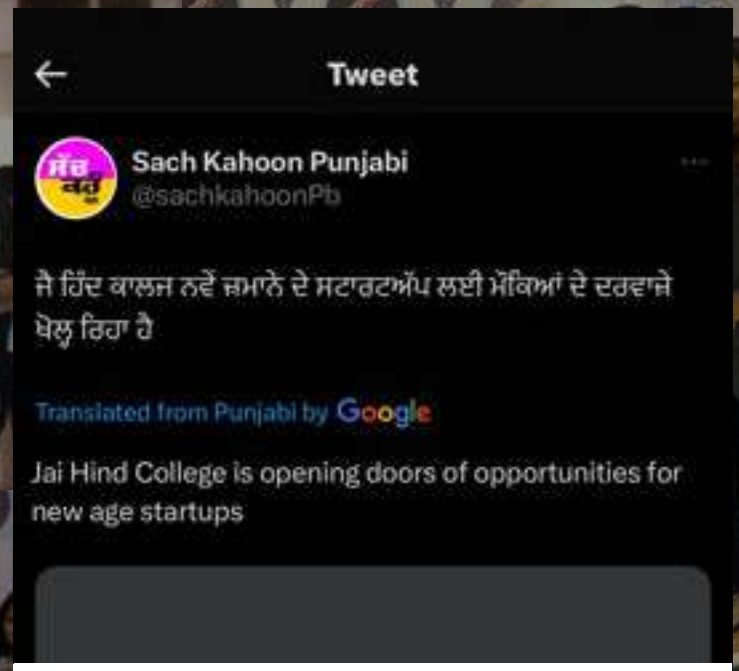 Tweet
ਸੱਚ
ਕਹੂੰ
Sach Kahoon Punjabi
@sachkahoonPb
ਜੈ ਹਿੰਦ ਕਾਲਜ ਨਵੇਂ ਜ਼ਮਾਨੇ ਦੇ ਸਟਾਰਟਅੱਪ ਲਈ ਮੌਕਿਆਂ ਦੇ ਦਰਵਾਜ਼ੇ
ਖੋਲ੍ਹ ਰਿਹਾ ਹੈ
Translated from Punjabi by Google
Jai Hind College is opening doors of opportunities for
new age startups